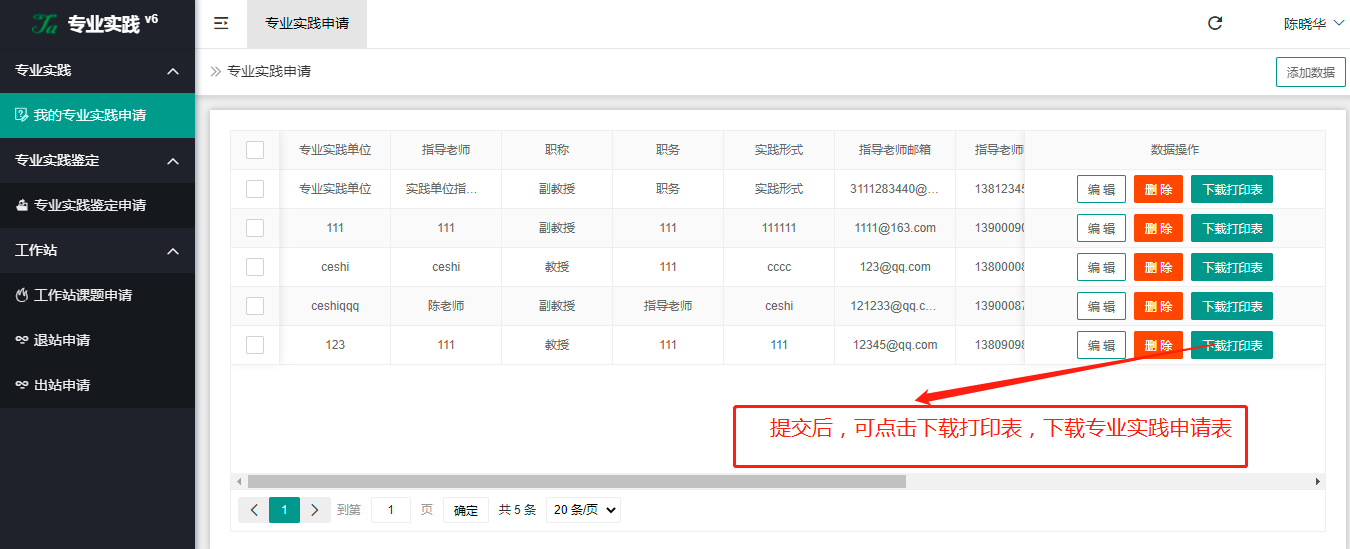 Ta 专业实践 v6
专业实践申请
陈晓华
专业实践
我的专业实践申请
专业实践鉴定
专业实践鉴定申请
工作站
工作站课题申请
退站申请
出站申请
专业实践申请
添加数据
专业实践单位 指导老师 职称 职务 实践形式 指导老师邮箱 指导老师 数据操作
专业实践单位 实践单位指... 副教授 职务 实践形式 3111283440@... 13812345 编 辑 删 除 下载打印表
111 111 副教授 111 111111 1111@163.com 1390009 编 辑 删 除 下载打印表
ceshi ceshi 教授 111 cccc 123@qq.com 1380008 编 辑 删 除 下载打印表
ceshiqqq 陈老师 副教授 指导老师 ceshi 121233@qq.c... 13900087 编 辑 删 除 下载打印表
123 111 教授 111 111 12345@qq.com 13809098 编 辑 删 除 下载打印表
提交后，可点击下载打印表，下载专业实践申请表
1 到第 1 页 确定 共 5 条 20 条/页